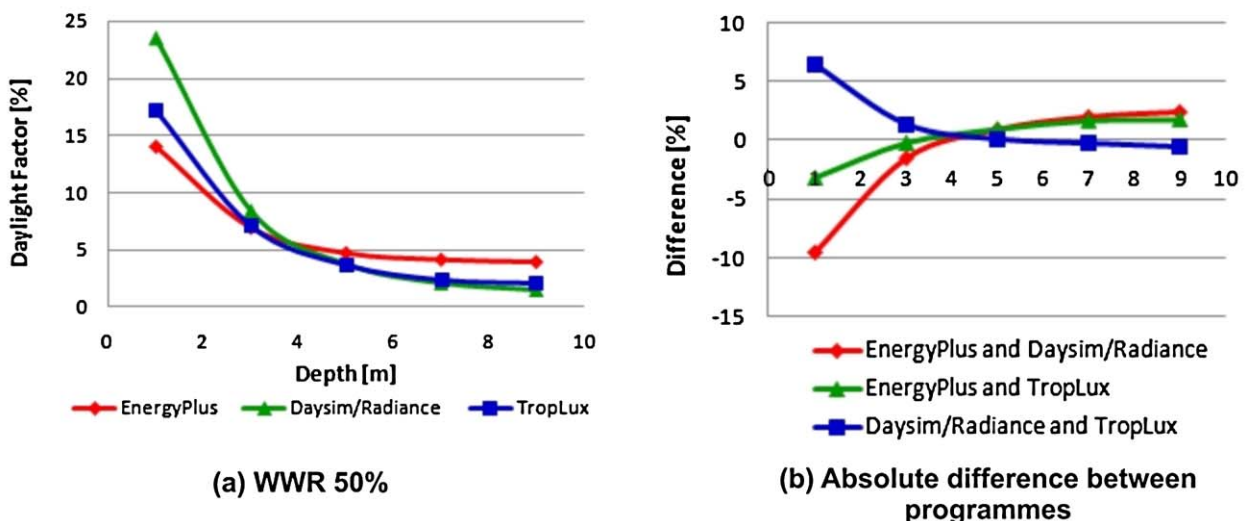 25
20
15
10
5
0
Daylight Factor [%]
0 2 4 6 8 10
Depth [m]
EnergyPlus Daysim/Radiance TropLux
(a) WWR 50%
10
5
0
-5
-10
-15
Difference [%]
0 1 2 3 4 5 6 7 8 9 10
EnergyPlus and Daysim/Radiance
EnergyPlus and TropLux
Daysim/Radiance and TropLux
(b) Absolute difference between
programmes